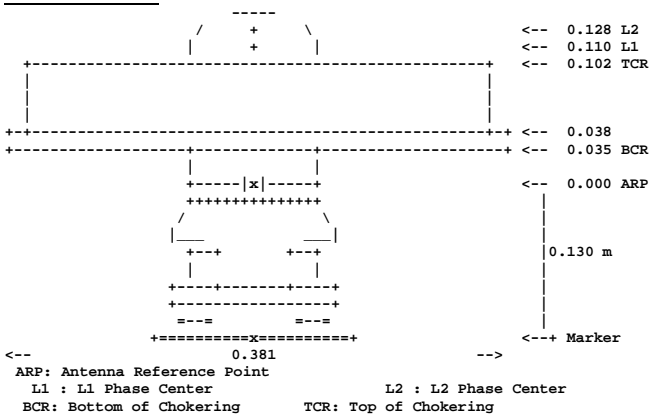 <-- 0.128 L2
<-- 0.110 L1
<-- 0.102 TCR
<-- 0.038
<-- 0.035 BCR
x
<-- 0.000 ARP
0.130 m
x
<--+ Marker
<-- 0.381 -->
ARP: Antenna Reference Point
L1 : L1 Phase Center L2 : L2 Phase Center
BCR: Bottom of Chokering TCR: Top of Chokering